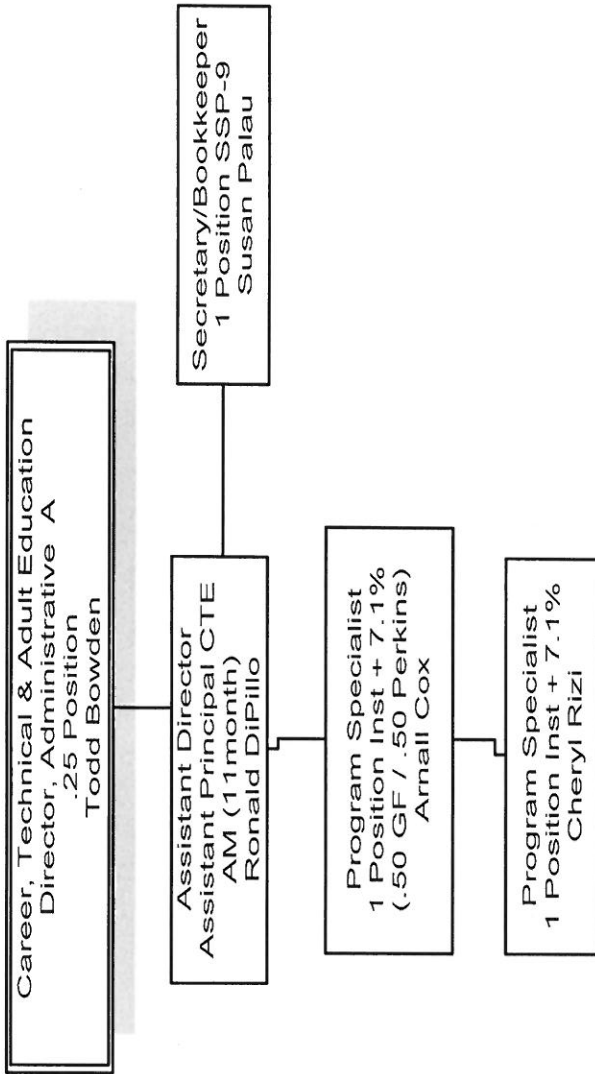 Career, Technical & Adult Education
Director, Administrative A
.25 Position
Todd Bowden
Assistant Director
Assistant Principal CTE
AM (11month)
Ronald DiPillo
Secretary/Bookkeeper
1 Position SSP-9
Susan Palau
Program Specialist
1 Position Inst + 7.1%
(.50 GF / .50 Perkins)
Arnall Cox
Program Specialist
1 Position Inst + 7.1%
Cheryl Rizi